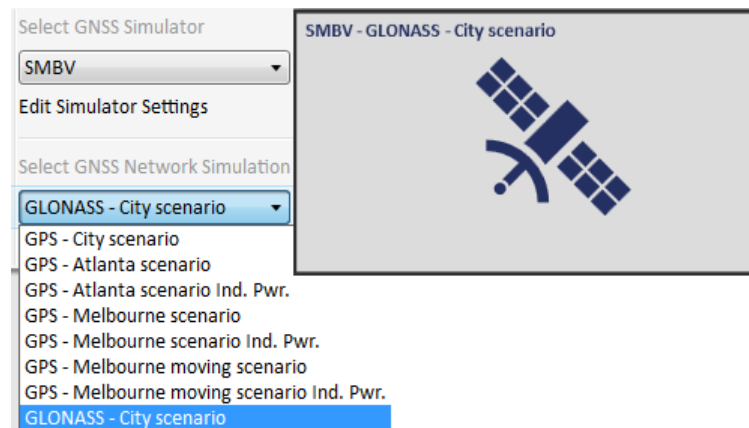 Select GNSS Simulator
SMBV
Edit Simulator Settings
Select GNSS Network Simulation
GLONASS - City scenario
GPS - City scenario
GPS - Atlanta scenario
GPS - Atlanta scenario Ind. Pwr.
GPS - Melbourne scenario
GPS - Melbourne scenario Ind. Pwr.
GPS - Melbourne moving scenario
GPS - Melbourne moving scenario Ind. Pwr.
GLONASS - City scenario
SMBV - GLONASS - City scenario